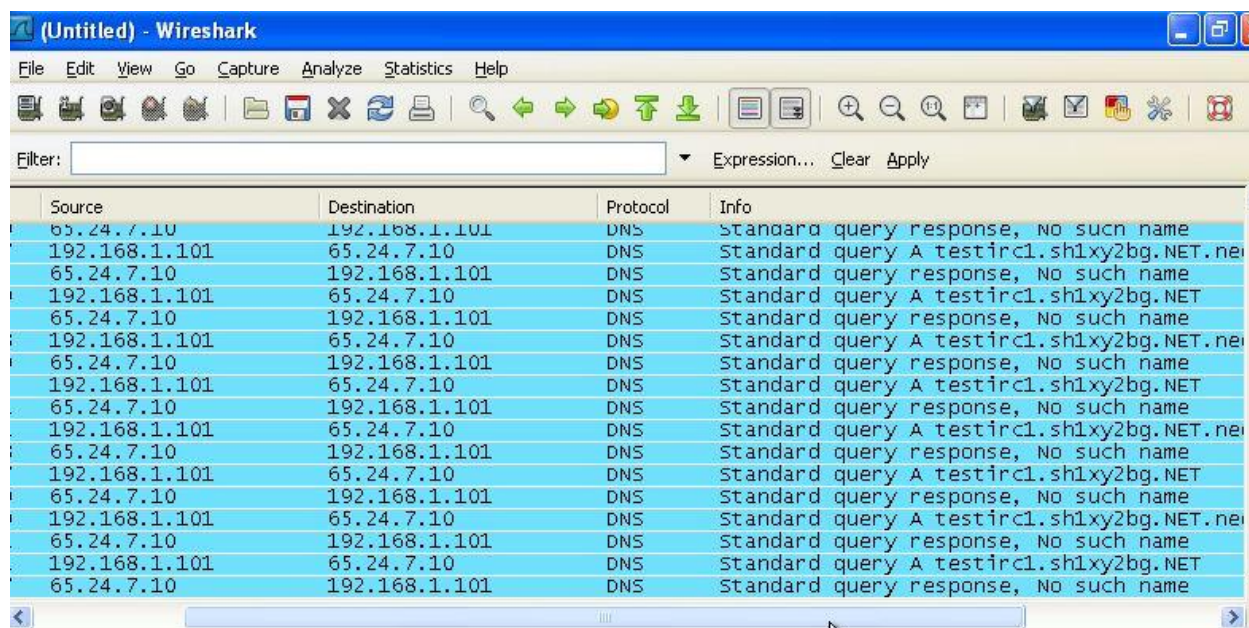 (Untitled) - Wireshark
File Edit View Go Capture Analyze Statistics Help
Filter: Expression... Clear Apply
Source Destination Protocol Info
65.24.7.10 192.168.1.101 DNS Standard query response, No such name
192.168.1.101 65.24.7.10 DNS Standard query A testirc1.sh1xy2bg.NET.ne
65.24.7.10 192.168.1.101 DNS Standard query response, No such name
192.168.1.101 65.24.7.10 DNS Standard query A testirc1.sh1xy2bg.NET
65.24.7.10 192.168.1.101 DNS Standard query response, No such name
192.168.1.101 65.24.7.10 DNS Standard query A testirc1.sh1xy2bg.NET.ne
65.24.7.10 192.168.1.101 DNS Standard query response, No such name
192.168.1.101 65.24.7.10 DNS Standard query A testirc1.sh1xy2bg.NET
65.24.7.10 192.168.1.101 DNS Standard query response, No such name
192.168.1.101 65.24.7.10 DNS Standard query A testirc1.sh1xy2bg.NET.ne
65.24.7.10 192.168.1.101 DNS Standard query response, No such name
192.168.1.101 65.24.7.10 DNS Standard query A testirc1.sh1xy2bg.NET
65.24.7.10 192.168.1.101 DNS Standard query response, No such name
192.168.1.101 65.24.7.10 DNS Standard query A testirc1.sh1xy2bg.NET.ne
65.24.7.10 192.168.1.101 DNS Standard query response, No such name
192.168.1.101 65.24.7.10 DNS Standard query A testirc1.sh1xy2bg.NET
65.24.7.10 192.168.1.101 DNS Standard query response, No such name